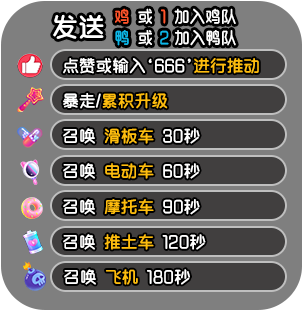 发送 鸡 或 1 加入鸡队
鸭 或 2 加入鸭队
点赞或输入‘666’进行推动
暴走/累积升级
召唤 滑板车 30秒
召唤 电动车 60秒
召唤 摩托车 90秒
召唤 推土车 120秒
召唤 飞机 180秒